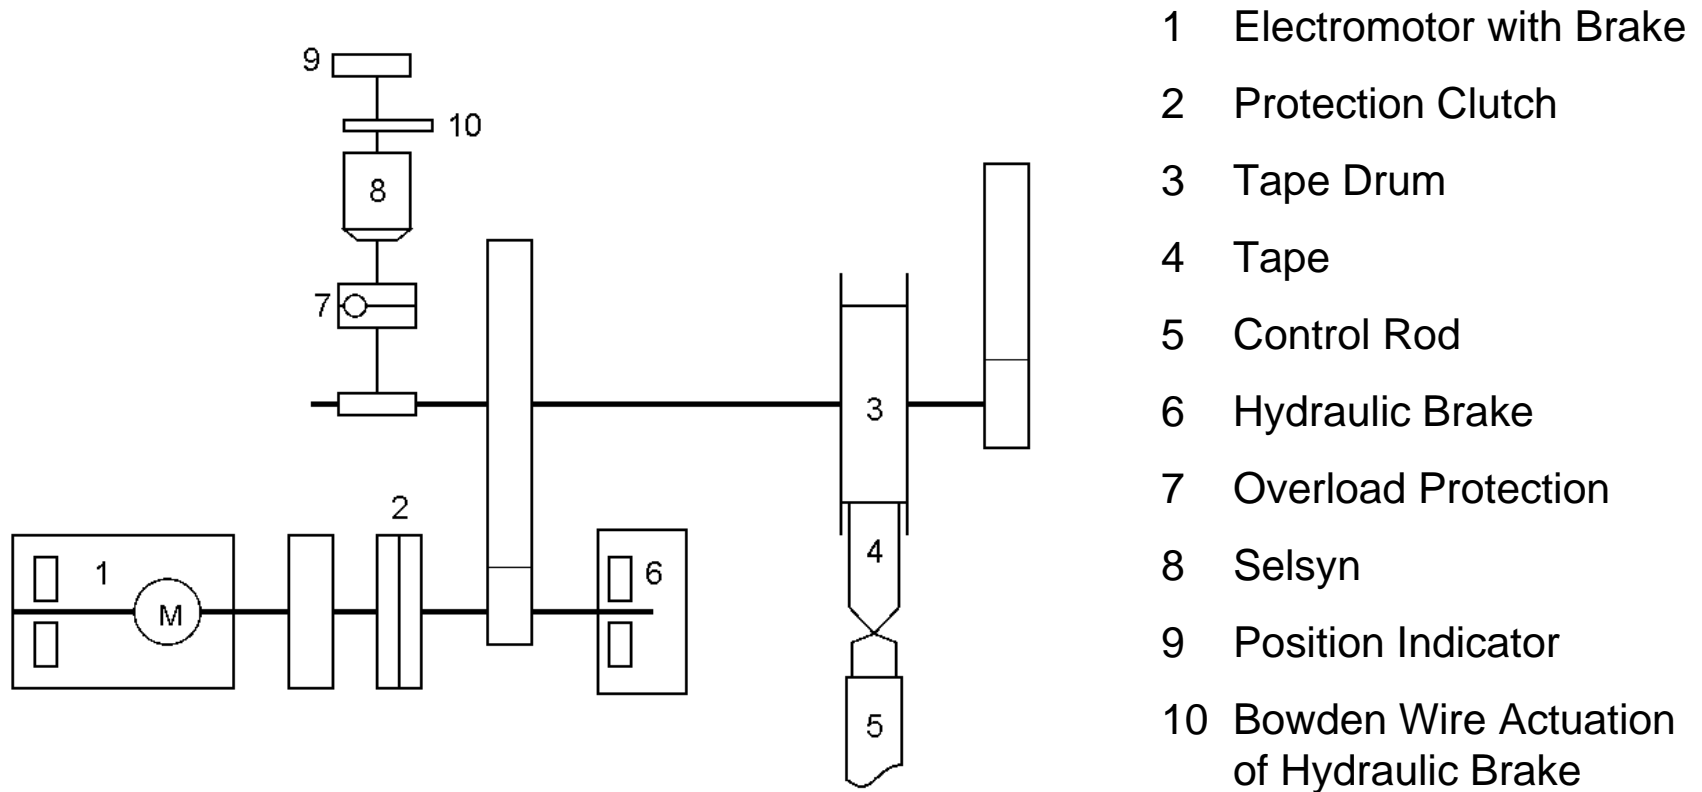 9
10
8
7
3
2
1
M
6
4
5
1 Electromotor with Brake
2 Protection Clutch
3 Tape Drum
4 Tape
5 Control Rod
6 Hydraulic Brake
7 Overload Protection
8 Selsyn
9 Position Indicator
10 Bowden Wire Actuation
of Hydraulic Brake